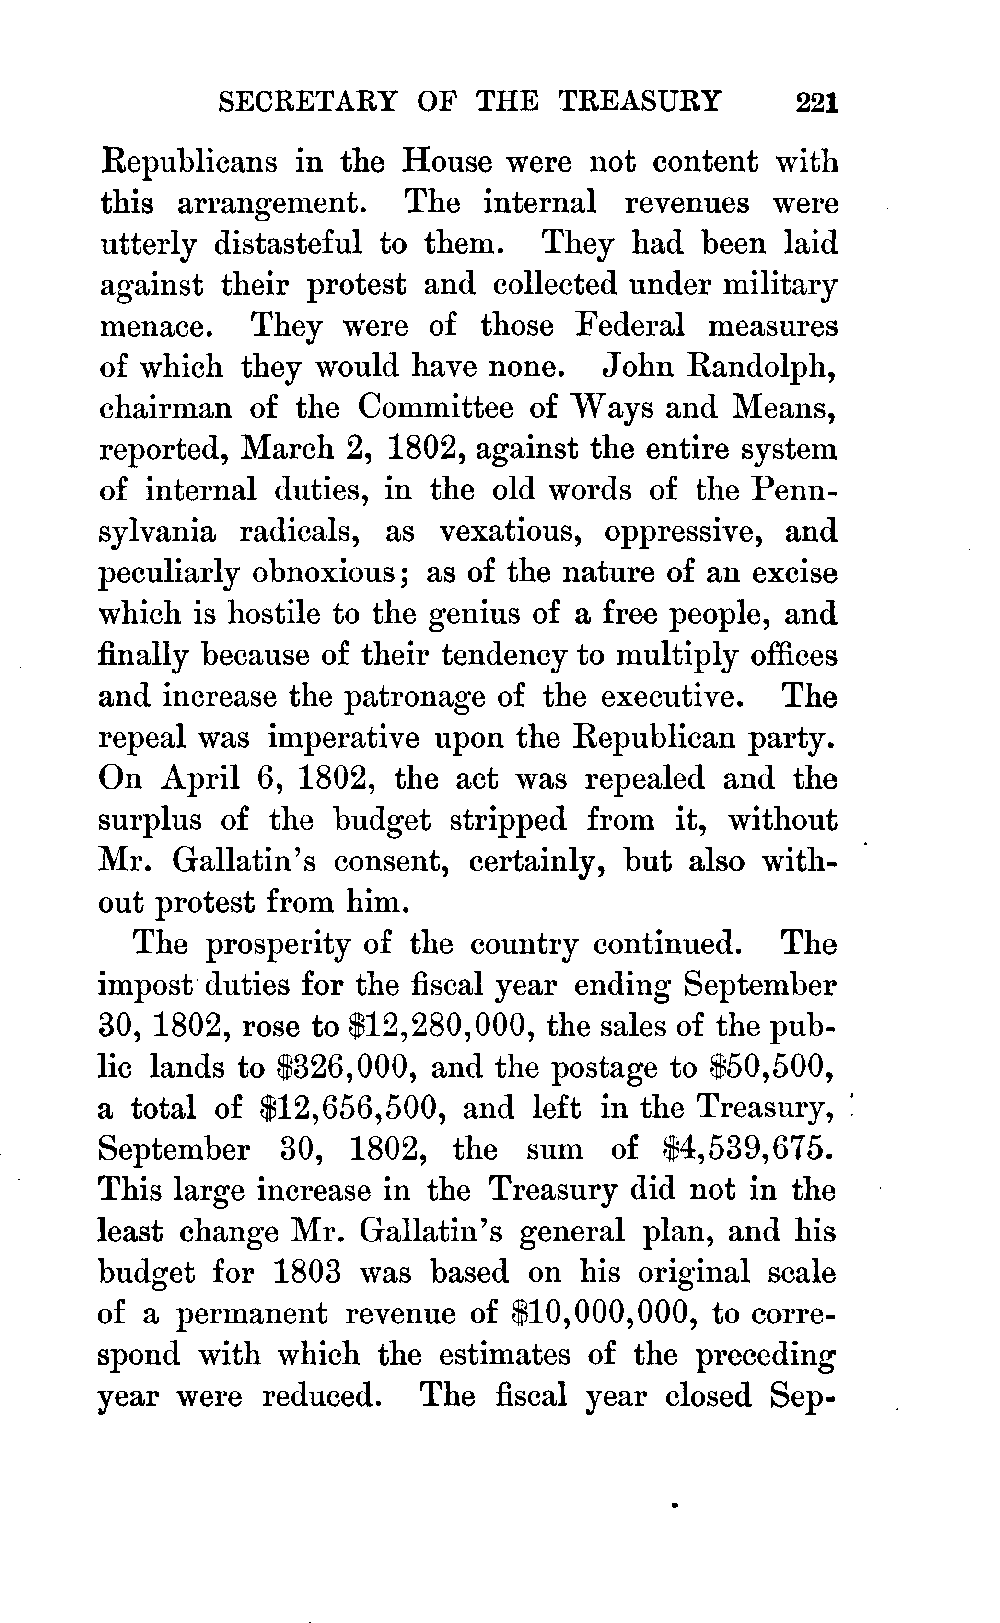 SECRETARY OF THE TREASURY 221
Republicans in the House were not content with
this arrangement. The internal revenues were
utterly distasteful to them. They had been laid
against their protest and collected under military
menace. They were of those Federal measures
of which they would have none. John Randolph,
chairman of the Committee of Ways and Means,
reported, March 2, 1802, against the entire system
of internal duties, in the old words of the Penn-
sylvania radicals, as vexatious, oppressive, and
peculiarly obnoxious; as of the nature of an excise
which is hostile to the genius of a free people, and
finally because of their tendency to multiply offices
and increase the patronage of the executive. The
repeal was imperative upon the Republican party.
On April 6, 1802, the act was repealed and the
surplus of the budget stripped from it, without
Mr. Gallatin's consent, certainly, but also with-
out protest from him.
The prosperity of the country continued. The
impost duties for the fiscal year ending September
30, 1802, rose to $12,280,000, the sales of the pub-
lic lands to $326,000, and the postage to $50,500,
a total of $12,656,500, and left in the Treasury,
September 30, 1802, the sum of $4,539,675.
This large increase in the Treasury did not in the
least change Mr. Gallatin's general plan, and his
budget for 1803 was based on his original scale
of a permanent revenue of $10,000,000, to corre-
spond with which the estimates of the preceding
year were reduced. The fiscal year closed Sep-